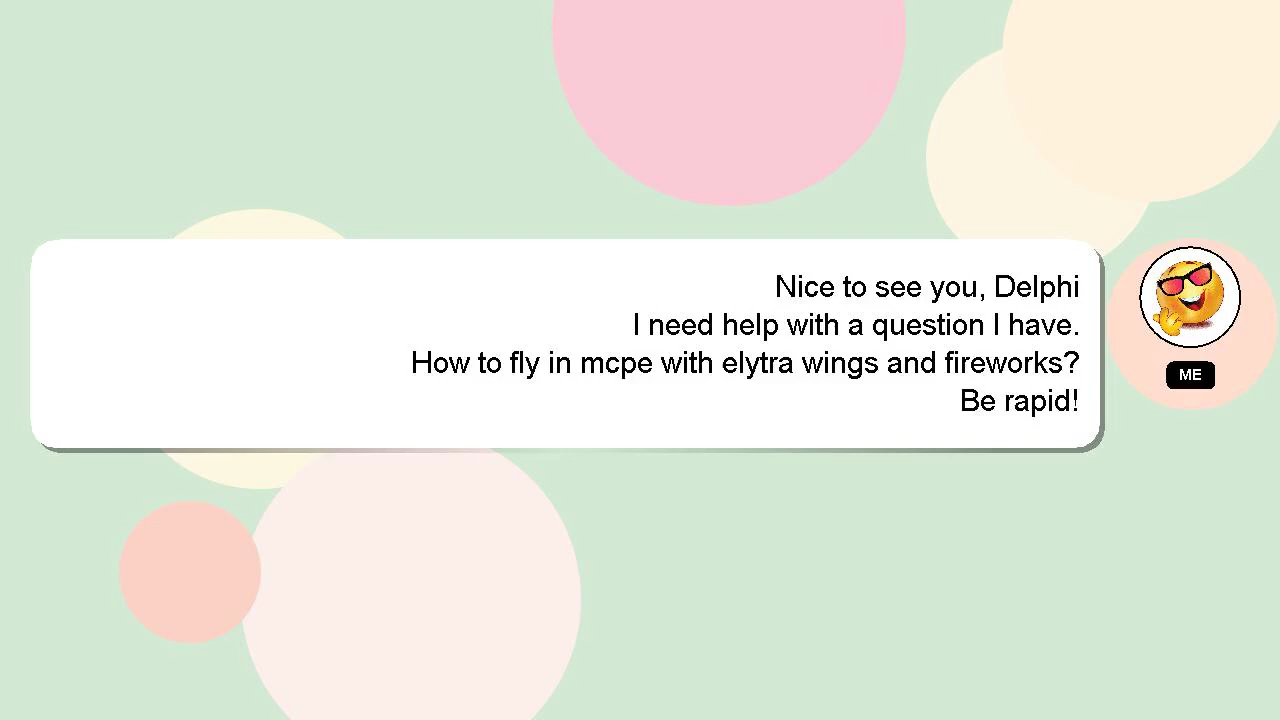 Nice to see you, Delphi
I need help with a question I have.
How to fly in mcpe with elytra wings and fireworks?
Be rapid!
ME